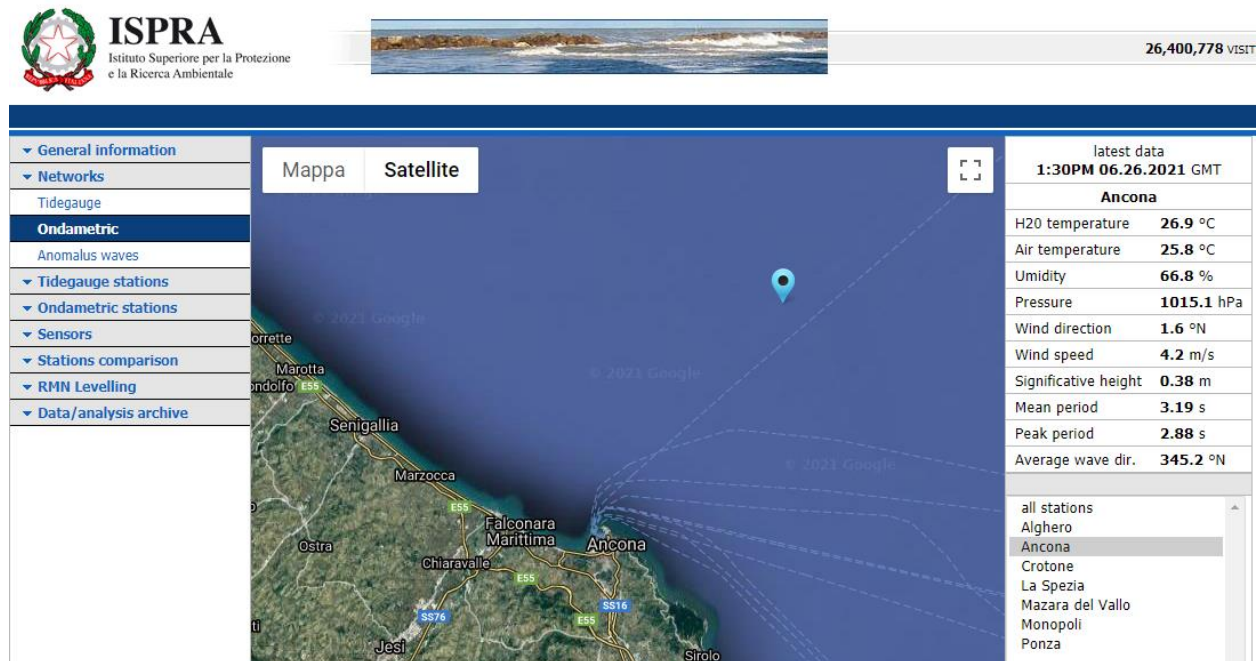 ISPRA
Istituto Superiore per la Protezione
e la Ricerca Ambientale
26,400,778 VISIT
General information
Networks
Tidegauge
Ondametric
Anomalus waves
Tidegauge stations
Ondametric stations
Sensors
Stations comparison
RMN Levelling
Data/analysis archive
Mappa Satellite
© 2021 Google
orrette
Marotta
ondolfo E55
© 2021 Google
Senigallia
© 2021 Google
Marzocca
E55
Falconara
Marittima
Ancona
Ostra
Chiaravalle
E55
SS16
SS76
E55
ti
Jesi
Sirolo
latest data
1:30PM 06.26.2021 GMT
Ancona
H20 temperature 26.9 °C
Air temperature 25.8 °C
Umidity 66.8 %
Pressure 1015.1 hPa
Wind direction 1.6 °N
Wind speed 4.2 m/s
Significative height 0.38 m
Mean period 3.19 s
Peak period 2.88 s
Average wave dir. 345.2 °N
all stations
Alghero
Ancona
Crotone
La Spezia
Mazara del Vallo
Monopoli
Ponza